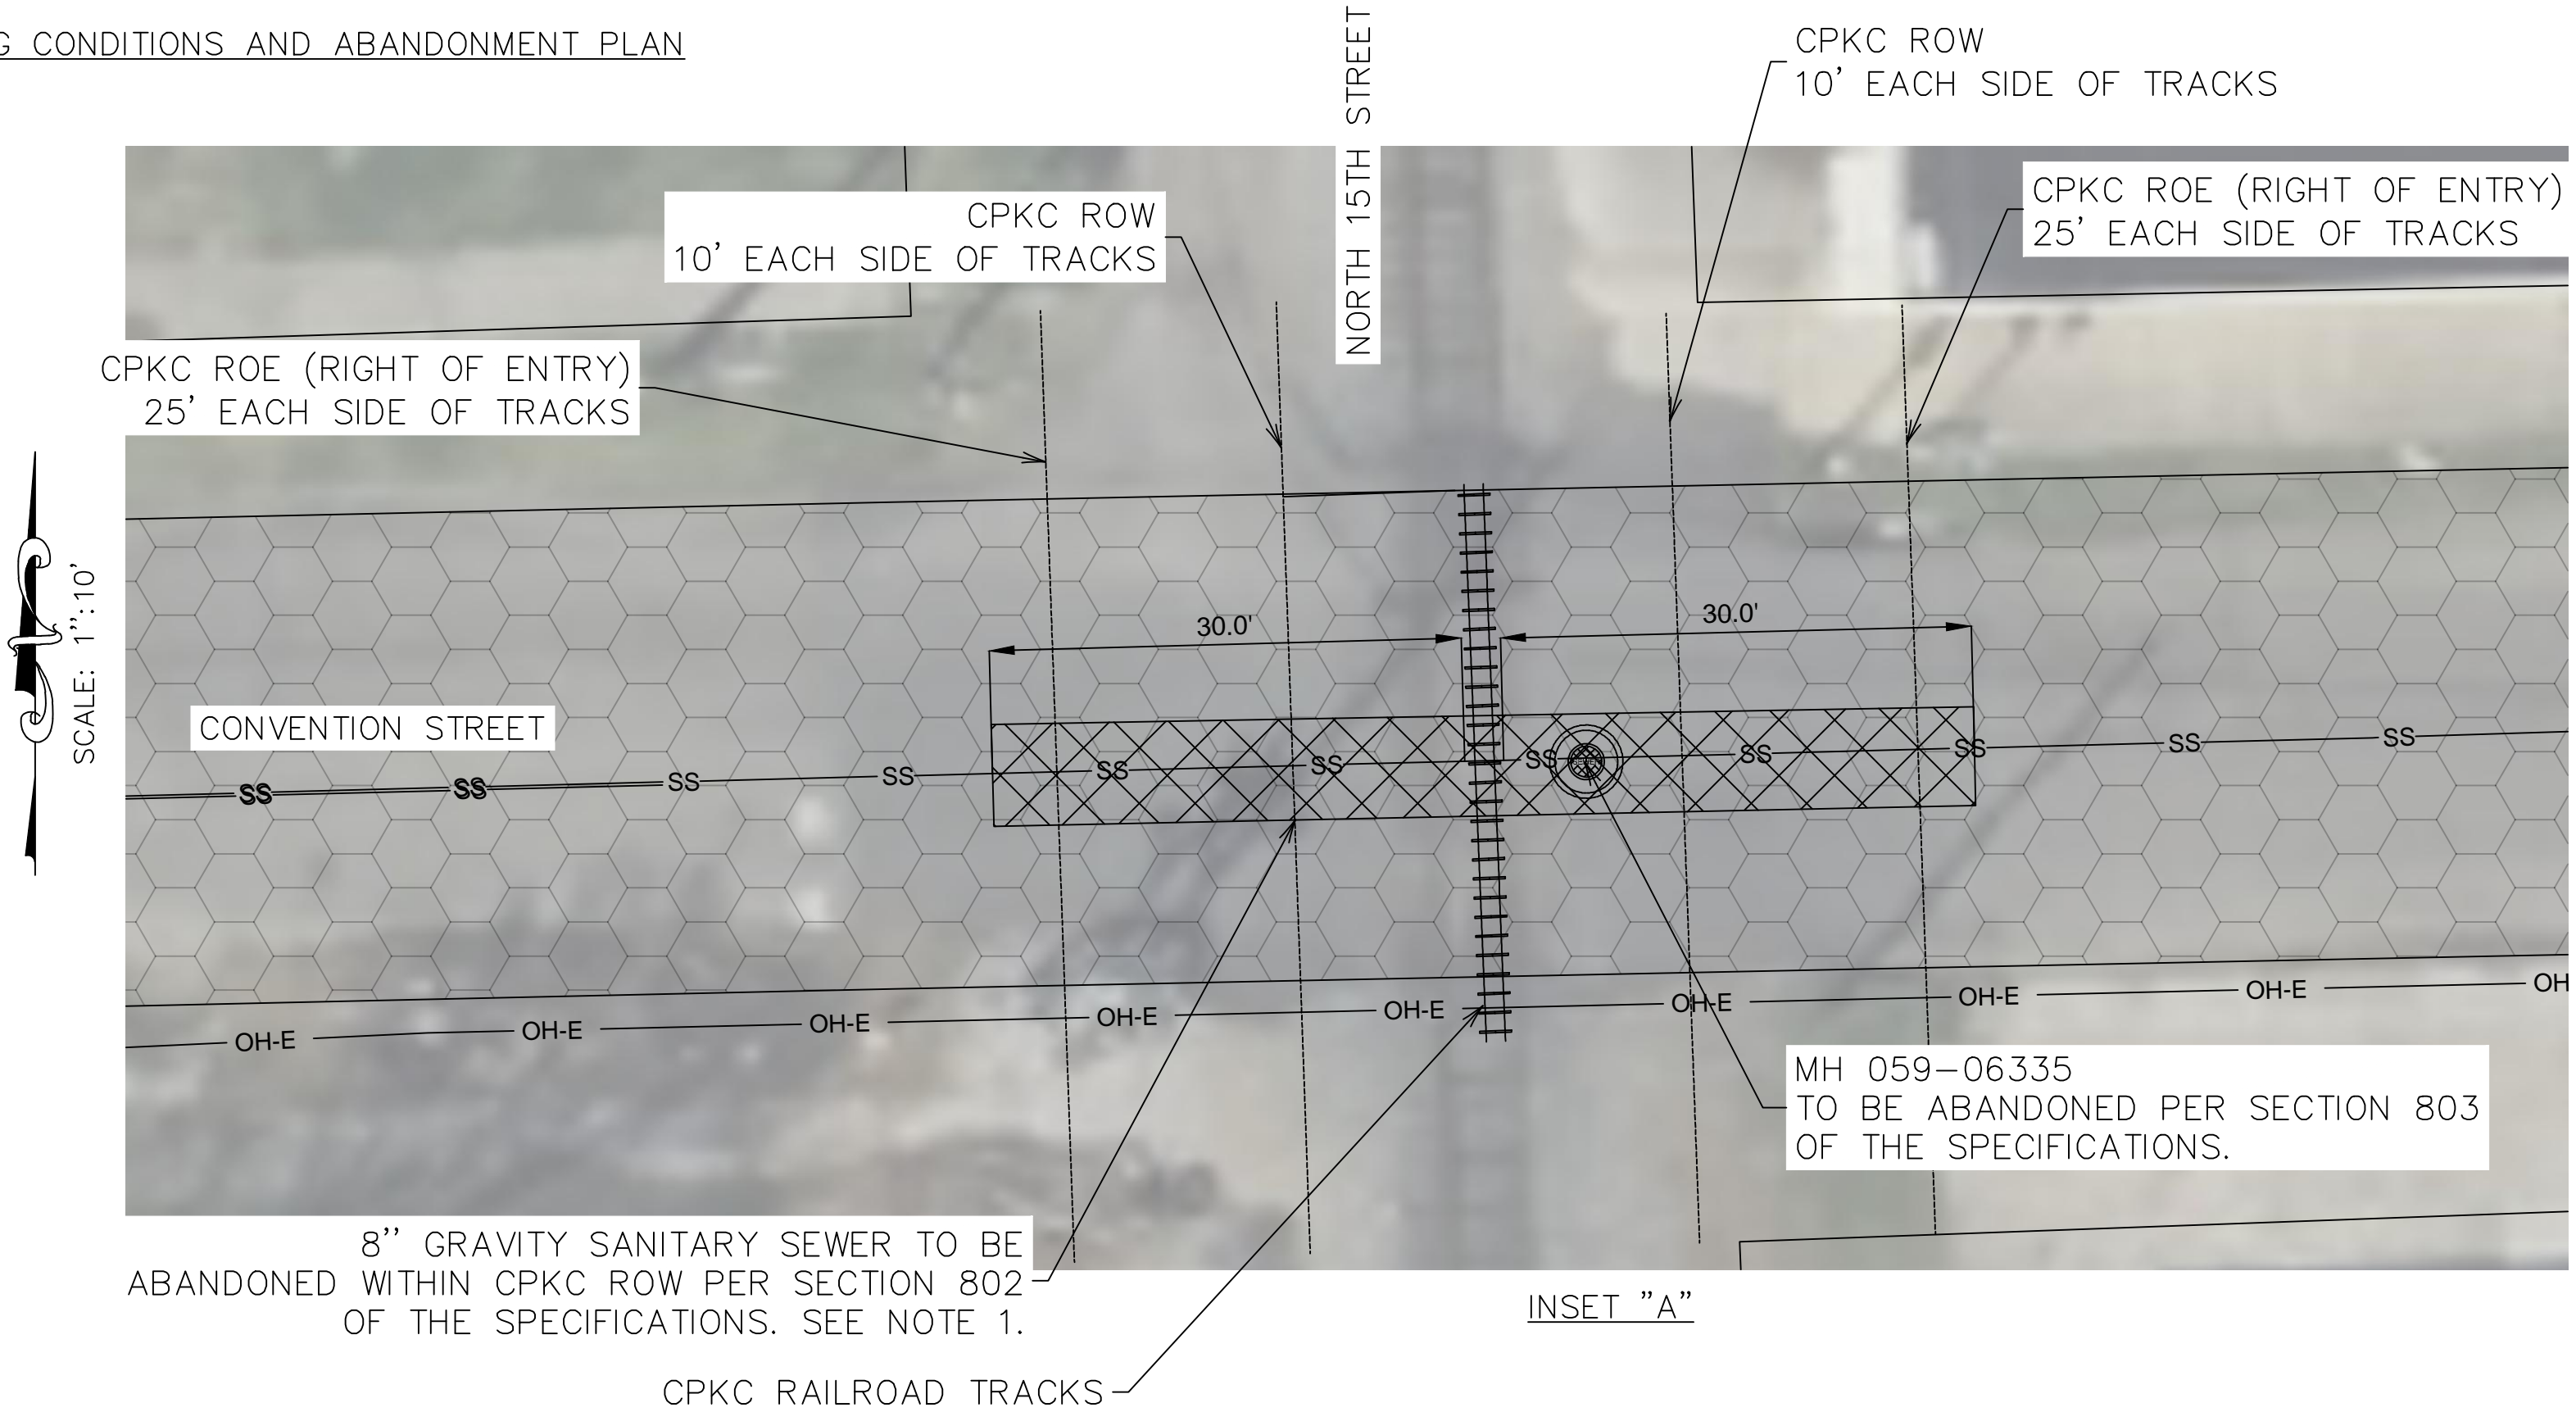 G CONDITIONS AND ABANDONMENT PLAN
NORTH 15TH STREET
CPKC ROW
10' EACH SIDE OF TRACKS
CPKC ROE (RIGHT OF ENTRY)
25' EACH SIDE OF TRACKS
CPKC ROW
10' EACH SIDE OF TRACKS
CPKC ROE (RIGHT OF ENTRY)
25' EACH SIDE OF TRACKS
SCALE: 1":10'
30.0'
30.0'
CONVENTION STREET
SS
SS
SS
SS
SS
SS
SS
SS
SS
SS
SS
OH-E
OH-E
OH-E
OH-E
OH-E
OH-E
OH-E
OH-E
OH
MH 059-06335
TO BE ABANDONED PER SECTION 803
OF THE SPECIFICATIONS.
8'' GRAVITY SANITARY SEWER TO BE
ABANDONED WITHIN CPKC ROW PER SECTION 802
OF THE SPECIFICATIONS. SEE NOTE 1.
INSET "A"
CPKC RAILROAD TRACKS